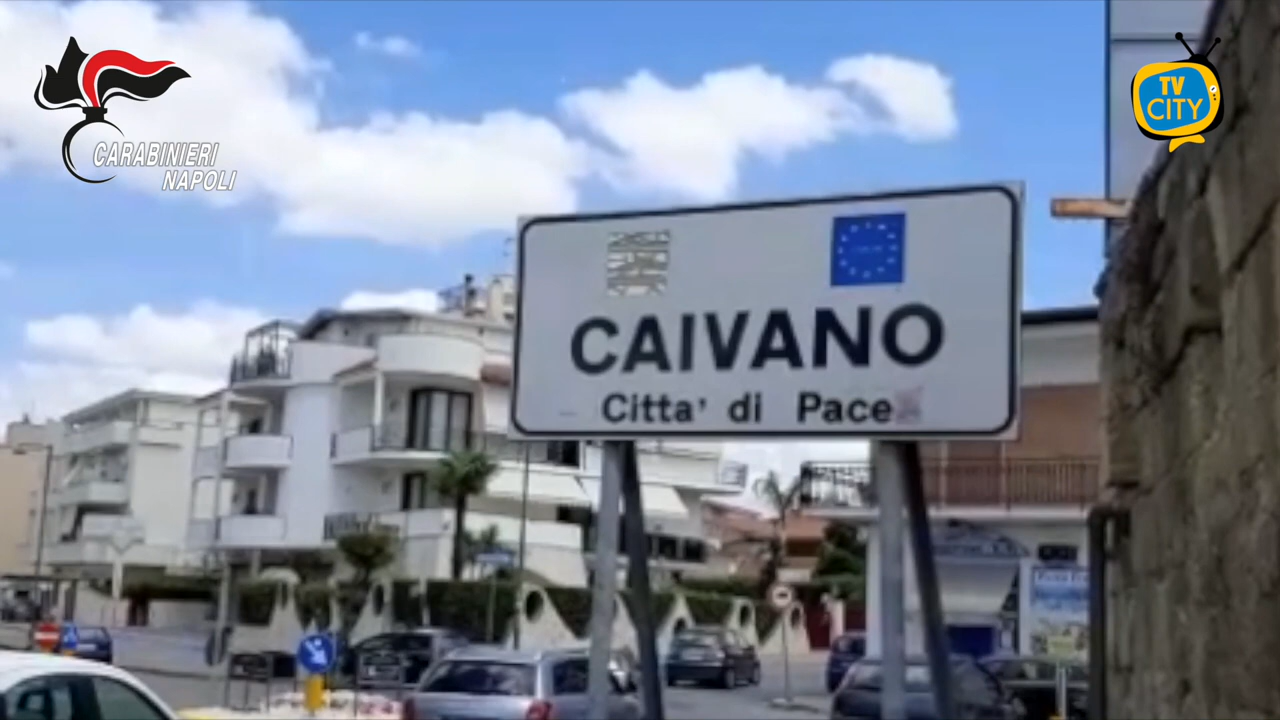 CARABINIERI
NAPOLI
TV
CITY
CAIVANO
Citta' di Pace